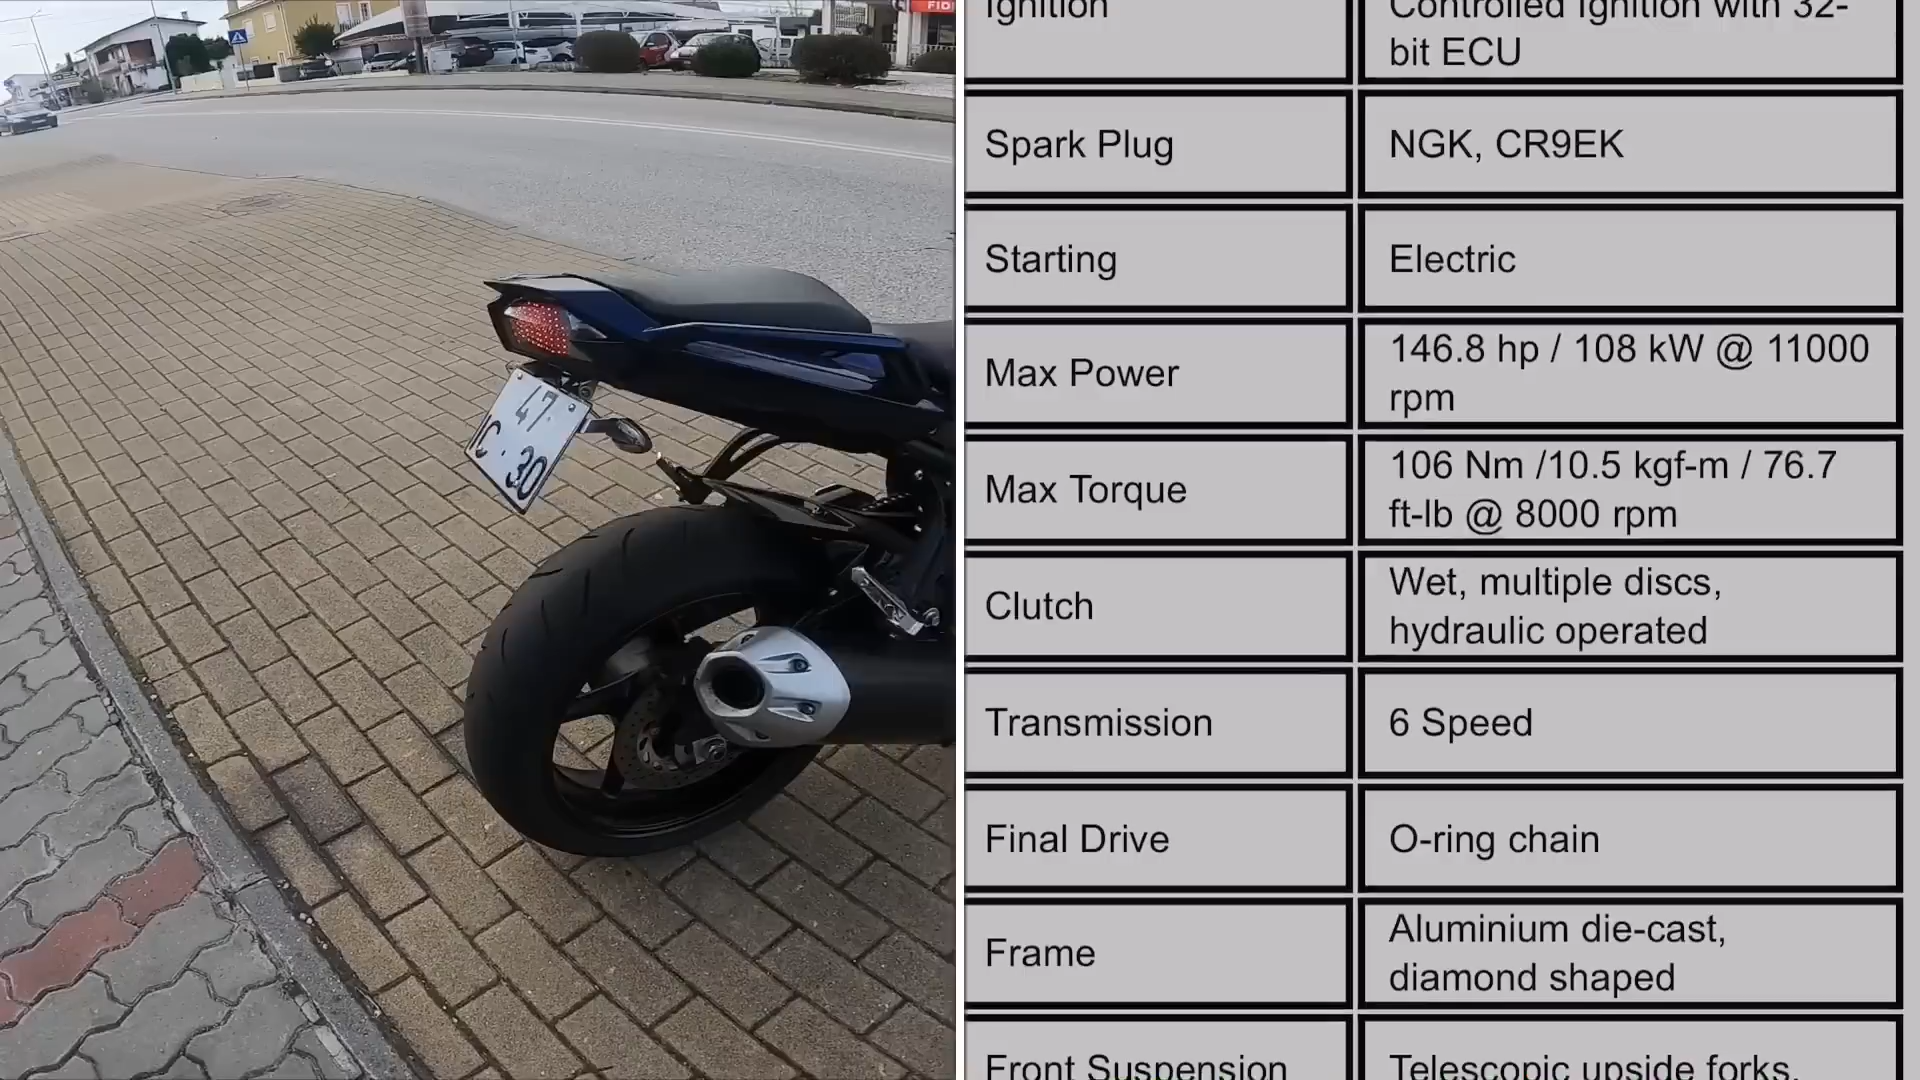 FID
47
IC 30
Ignition
Controlled Ignition with 32-
bit ECU
Spark Plug
NGK, CR9EK
Starting
Electric
Max Power
146.8 hp / 108 kW @ 11000
rpm
Max Torque
106 Nm /10.5 kgf-m / 76.7
ft-lb @ 8000 rpm
Clutch
Wet, multiple discs,
hydraulic operated
Transmission
6 Speed
Final Drive
O-ring chain
Frame
Aluminium die-cast,
diamond shaped
Front Suspension
Telescopic upside forks,